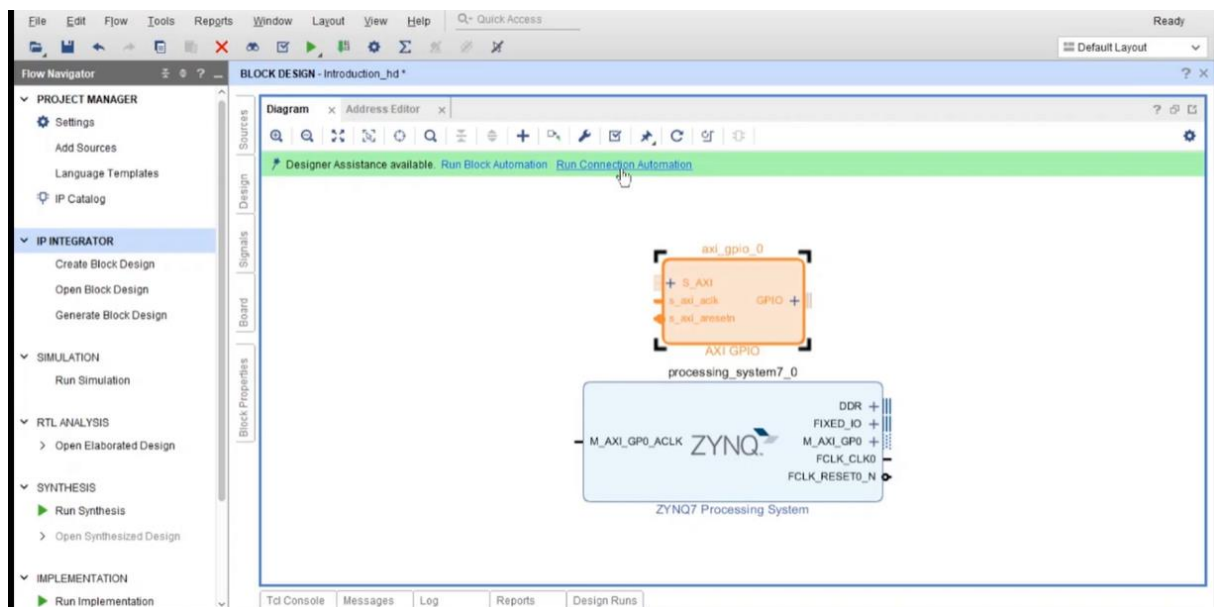 File Edit Flow Tools Reports Window Layout View Help Quick Access Ready
Default Layout
Flow Navigator ? BLOCK DESIGN - Introduction_hd * ?
PROJECT MANAGER
Settings
Add Sources
Language Templates
IP Catalog
IP INTEGRATOR
Create Block Design
Open Block Design
Generate Block Design
SIMULATION
Run Simulation
RTL ANALYSIS
Open Elaborated Design
SYNTHESIS
Run Synthesis
Open Synthesized Design
IMPLEMENTATION
Run Implementation
Sources
Design
Signals
Board
Block Properties
Diagram Address Editor ?
Designer Assistance available. Run Block Automation Run Connection Automation
axi_gpio_0
S_AXI
s_axi_aclk GPIO
s_axi_aresetn
AXI GPIO
processing_system7_0
DDR
FIXED_IO
M_AXI_GP0_ACLK ZYNQ M_AXI_GP0
FCLK_CLK0
FCLK_RESET0_N
ZYNQ7 Processing System
Tcl Console Messages Log Reports Design Runs